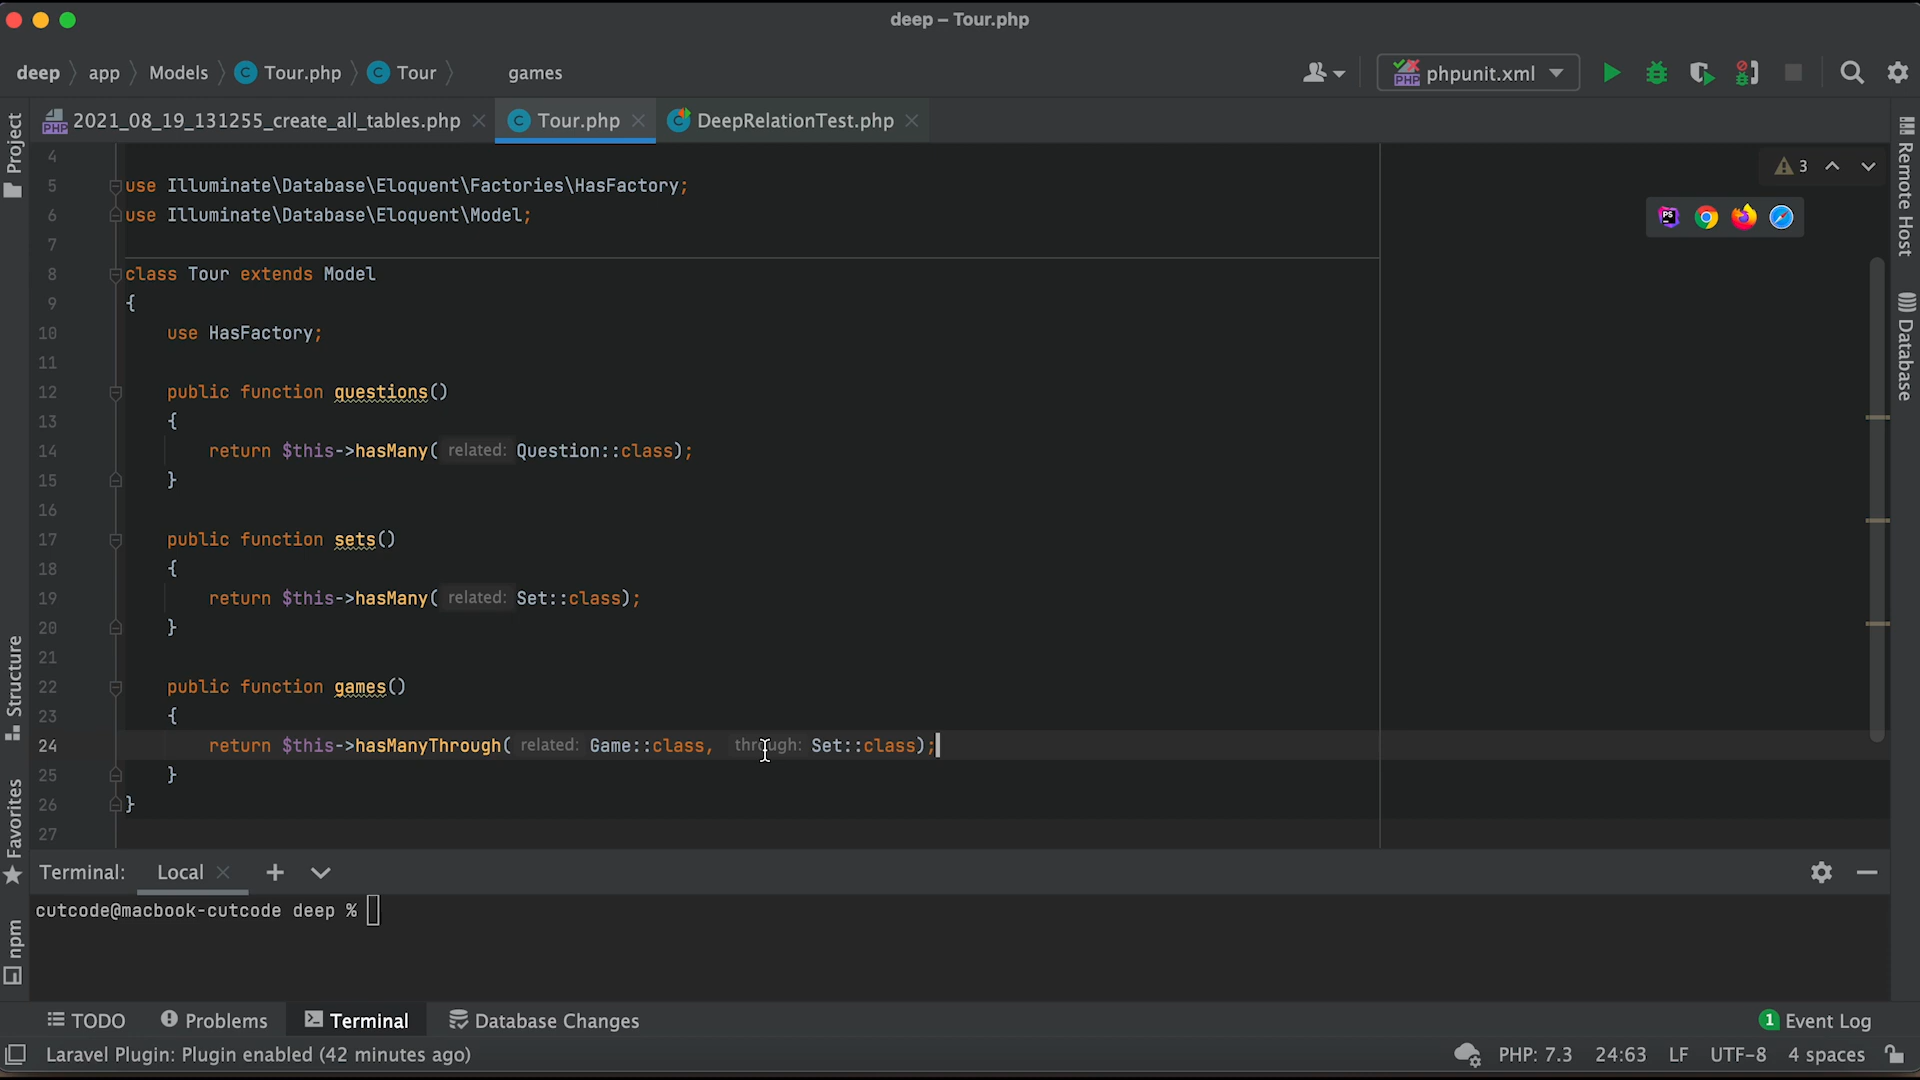 deep – Tour.php
deep app Models Tour.php Tour games
phpunit.xml
2021_08_19_131255_create_all_tables.php Tour.php DeepRelationTest.php
Project
Structure
Favorites
npm
3
4
5 use Illuminate\Database\Eloquent\Factories\HasFactory;
6 use Illuminate\Database\Eloquent\Model;
7
8 class Tour extends Model
9 {
10 use HasFactory;
11
12 public function questions()
13 {
14 return $this->hasMany( related: Question::class);
15 }
16
17 public function sets()
18 {
19 return $this->hasMany( related: Set::class);
20 }
21
22 public function games()
23 {
24 return $this->hasManyThrough( related: Game::class, through: Set::class);
25 }
26 }
27
Remote Host
Database
Terminal: Local
cutcode@macbook-cutcode deep %
TODO Problems Terminal Database Changes 1 Event Log
Laravel Plugin: Plugin enabled (42 minutes ago) PHP: 7.3 24:63 LF UTF-8 4 spaces